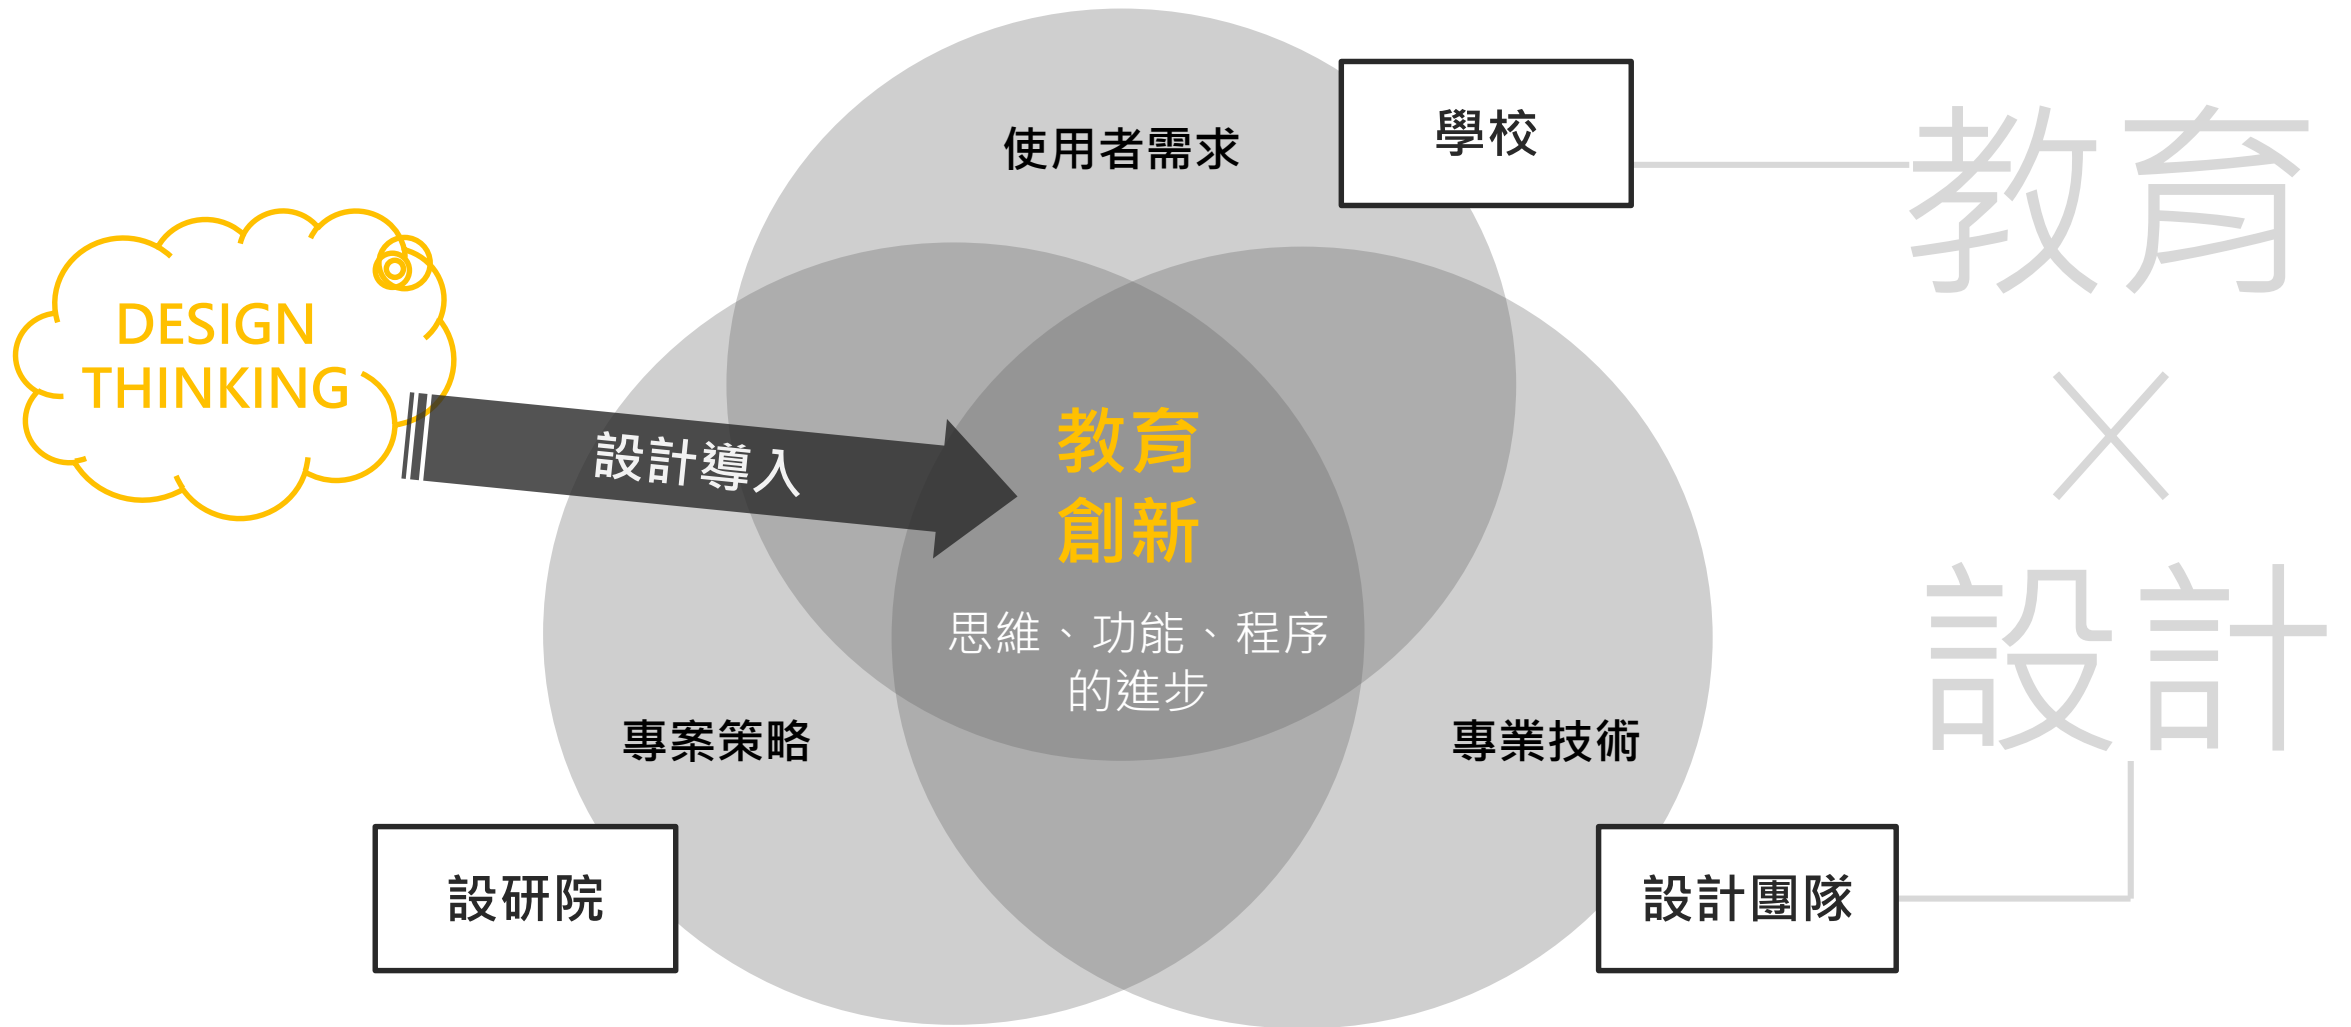 使用者需求
學校
DESIGN
THINKING
設計導入
教育
創新
思維、功能、程序
的進步
專案策略
專業技術
設研院
設計團隊
教育
×
設計